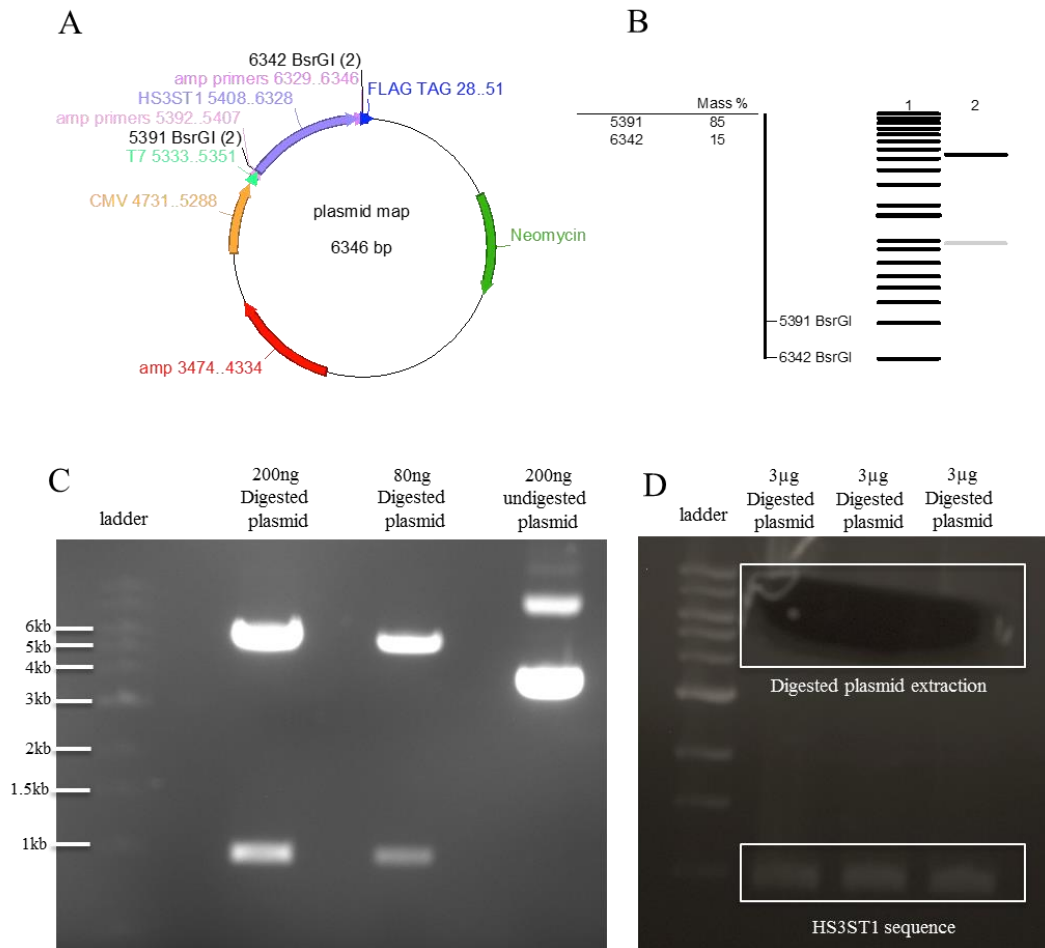 A
6342 BsrGI (2)
amp primers 6329..6346
FLAG TAG 28..51
HS3ST1 5408..6328
amp primers 5392..5407
5391 BsrGI (2)
T7 5333..5351
CMV 4731..5288
plasmid map
6346 bp
Neomycin
amp 3474..4334
B
Mass %
5391 85
6342 15
1 2
5391 BsrGI
6342 BsrGI
C
ladder
200ng
Digested
plasmid
80ng
Digested
plasmid
200ng
undigested
plasmid
6kb
5kb
4kb
3kb
2kb
1.5kb
1kb
D
ladder
3µg
Digested
plasmid
3µg
Digested
plasmid
3µg
Digested
plasmid
Digested plasmid extraction
HS3ST1 sequence